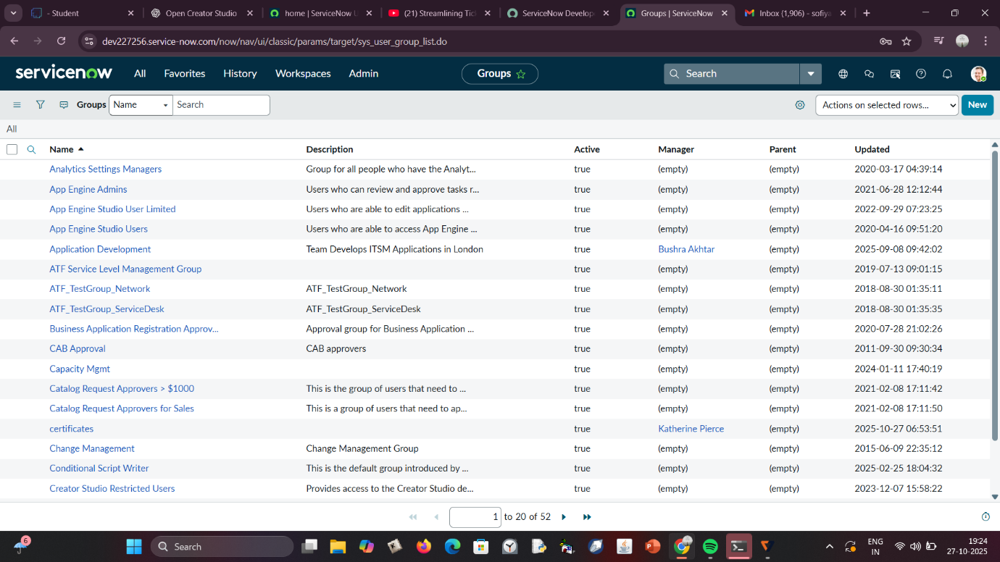 - Student
Open Creator Studio
home | ServiceNow U
(21) Streamlining Tic
ServiceNow Develop
Groups | ServiceNow
Inbox (1,906) - sofiya
dev227256.service-now.com/now/nav/ui/classic/params/target/sys_user_group_list.do
servicenow All Favorites History Workspaces Admin Groups Search
Groups Name Search Actions on selected rows... New
All
Name Description Active Manager Parent Updated
Analytics Settings Managers Group for all people who have the Analyt... true (empty) (empty) 2020-03-17 04:39:14
App Engine Admins Users who can review and approve tasks r... true (empty) (empty) 2021-06-28 12:12:44
App Engine Studio User Limited Users who are able to edit applications ... true (empty) (empty) 2022-09-29 07:23:25
App Engine Studio Users Users who are able to access App Engine ... true (empty) (empty) 2020-04-16 09:51:20
Application Development Team Develops ITSM Applications in London true Bushra Akhtar (empty) 2025-09-08 09:42:02
ATF Service Level Management Group true (empty) (empty) 2019-07-13 09:01:15
ATF_TestGroup_Network ATF_TestGroup_Network true (empty) (empty) 2018-08-30 01:35:11
ATF_TestGroup_ServiceDesk ATF_TestGroup_ServiceDesk true (empty) (empty) 2018-08-30 01:35:35
Business Application Registration Approv... Approval group for Business Application ... true (empty) (empty) 2020-07-28 21:02:26
CAB Approval CAB approvers true (empty) (empty) 2011-09-30 09:30:34
Capacity Mgmt true (empty) (empty) 2024-01-11 17:40:19
Catalog Request Approvers > $1000 This is the group of users that need to ... true (empty) (empty) 2021-02-08 17:11:42
Catalog Request Approvers for Sales This is a group of users that need to ap... true (empty) (empty) 2021-02-08 17:11:50
certificates true Katherine Pierce (empty) 2025-10-27 06:53:51
Change Management Change Management Group true (empty) (empty) 2015-06-09 22:35:12
Conditional Script Writer This is the default group introduced by ... true (empty) (empty) 2025-02-25 18:04:32
Creator Studio Restricted Users Provides access to the Creator Studio de... true (empty) (empty) 2023-12-07 15:58:22
1 to 20 of 52
6 Search ENG 19:24
IN 27-10-2025